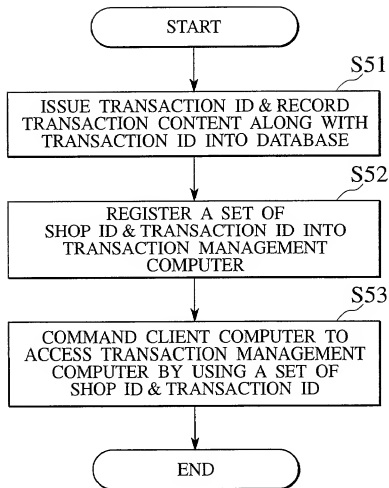 START
S51
ISSUE TRANSACTION ID & RECORD
TRANSACTION CONTENT ALONG WITH
TRANSACTION ID INTO DATABASE
S52
REGISTER A SET OF
SHOP ID & TRANSACTION ID INTO
TRANSACTION MANAGEMENT
COMPUTER
S53
COMMAND CLIENT COMPUTER TO
ACCESS TRANSACTION MANAGEMENT
COMPUTER BY USING A SET OF
SHOP ID & TRANSACTION ID
END